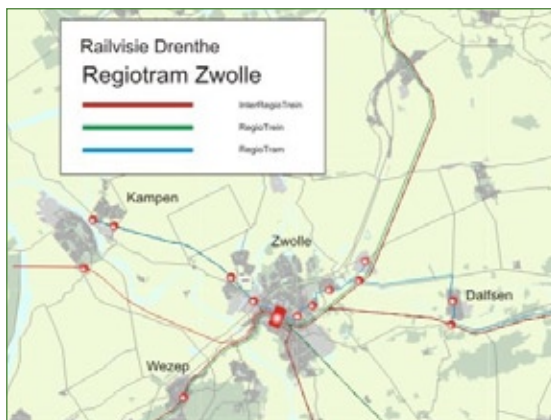 Railvisie Drenthe
Regiotram Zwolle
InterRegioTrein
RegioTrein
RegioTram
Kampen
Zwolle
Dalfsen
Wezep